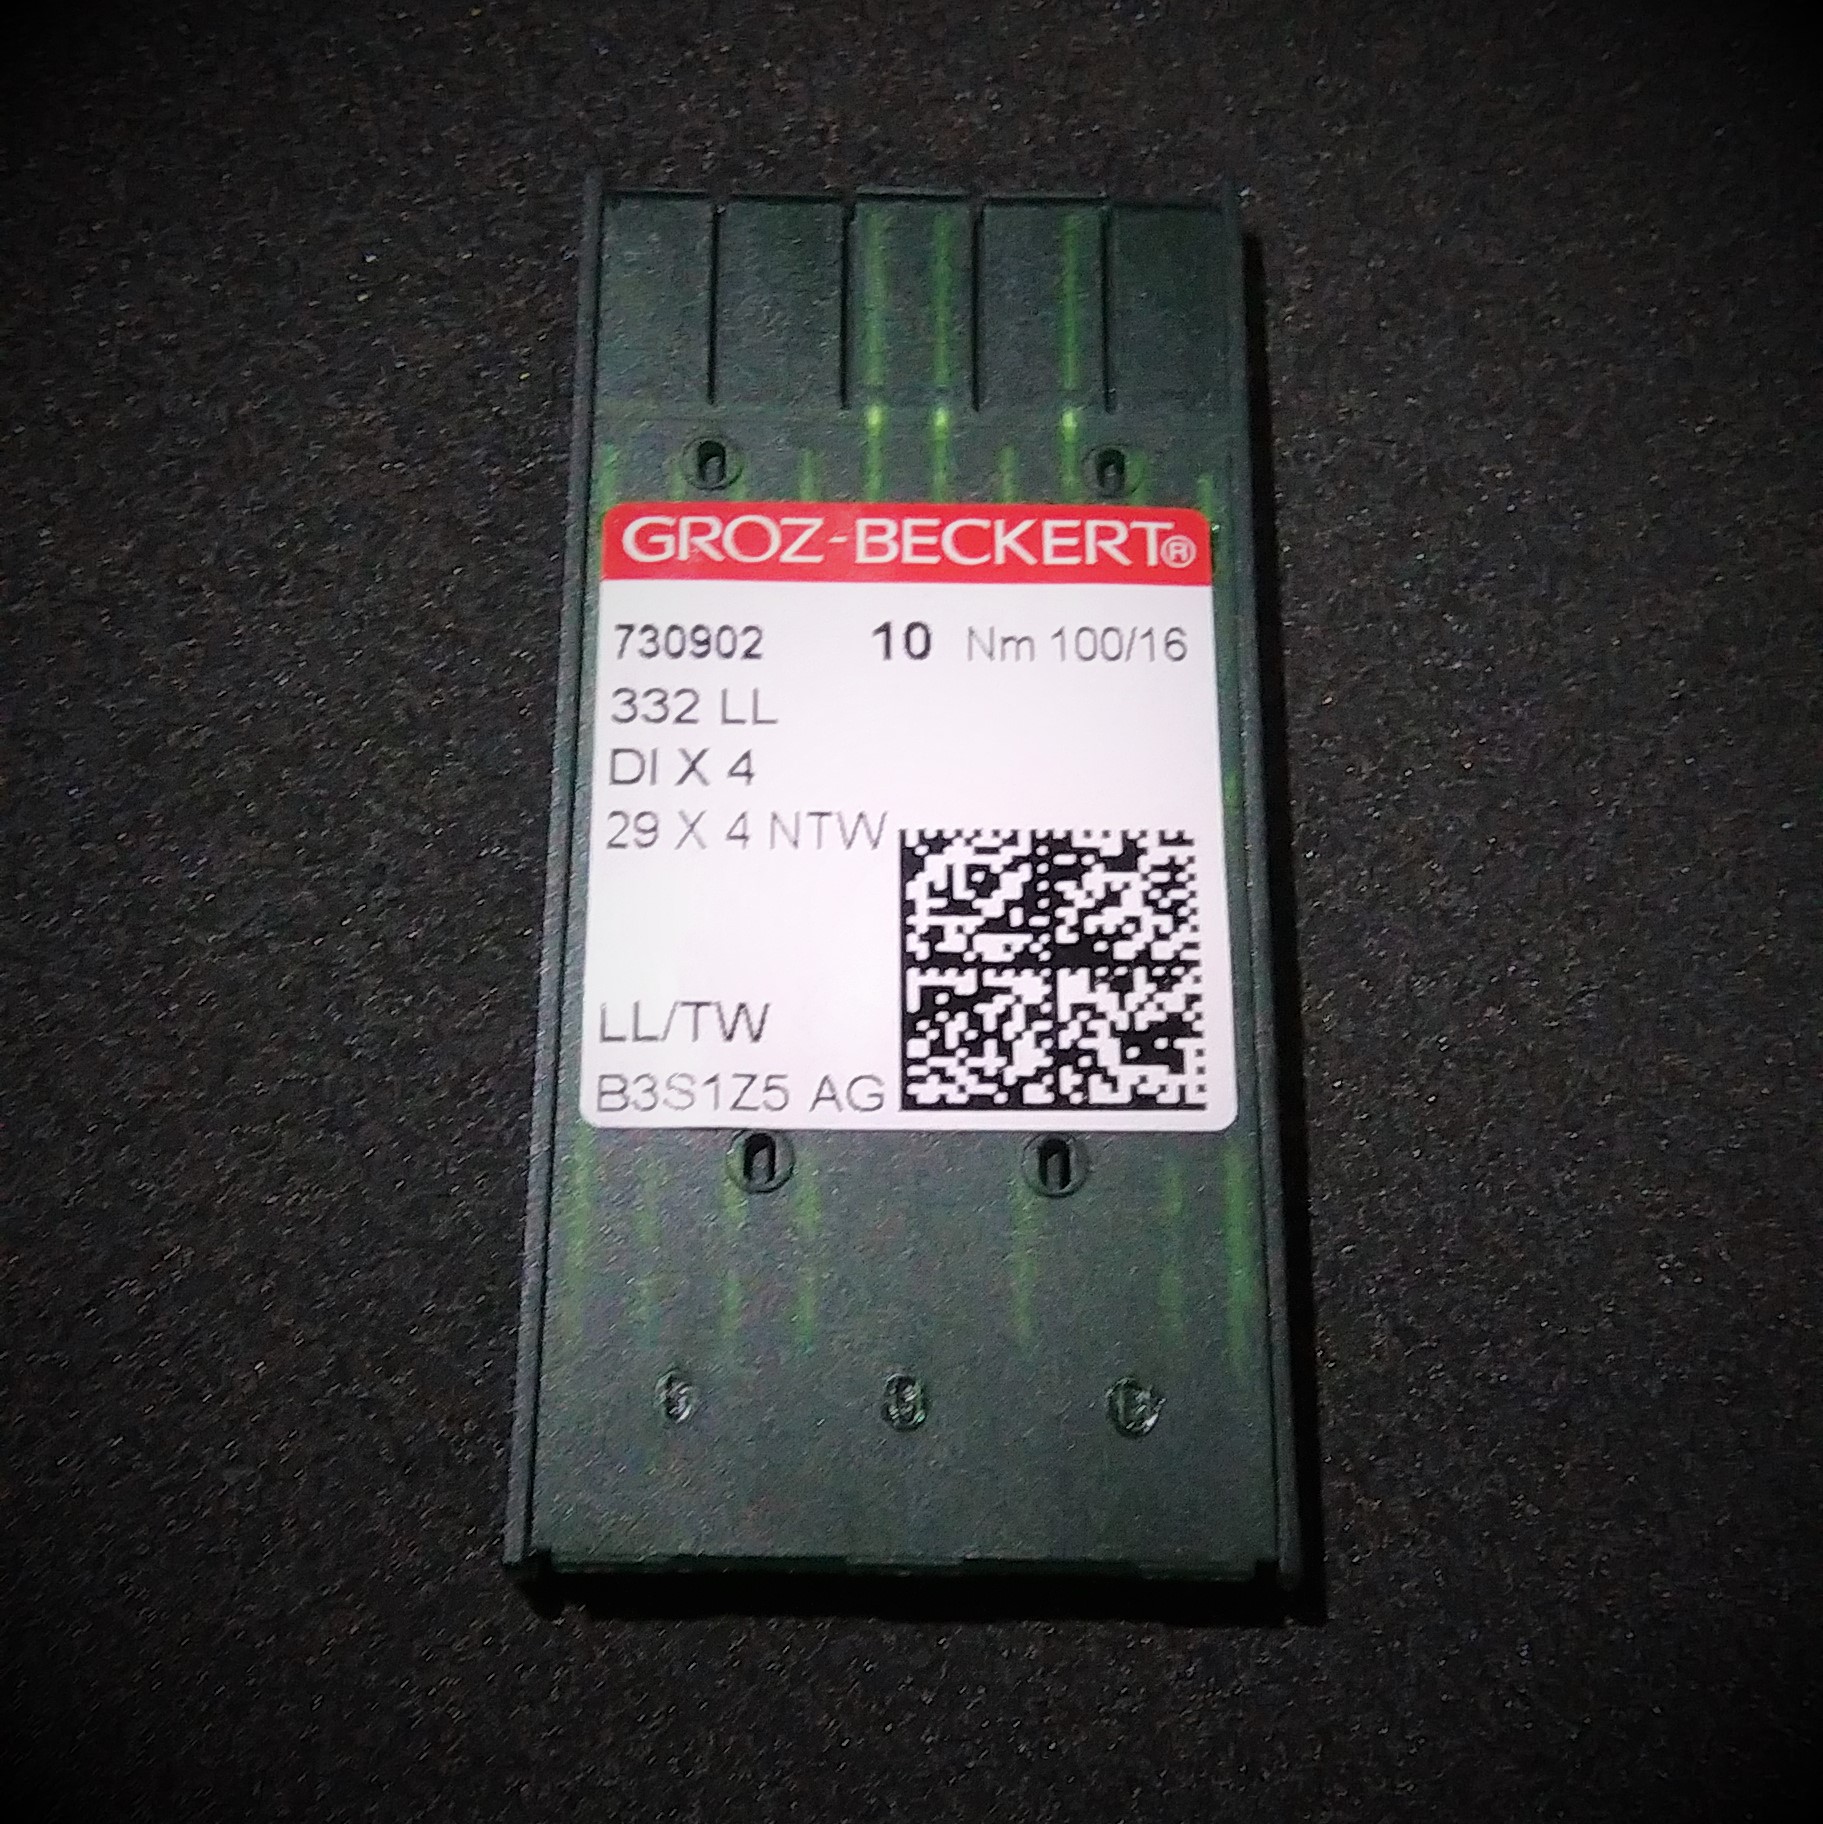 GROZ-BECKERT®
730902 10 Nm 100/16
332 LL
DI X 4
29 X 4 NTW
LL/TW
B3S1Z5 AG